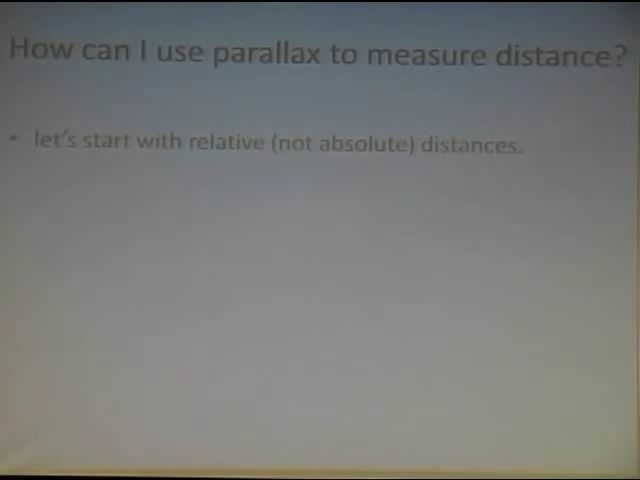 How can I use parallax to measure distance?
• let's start with relative (not absolute) distances.